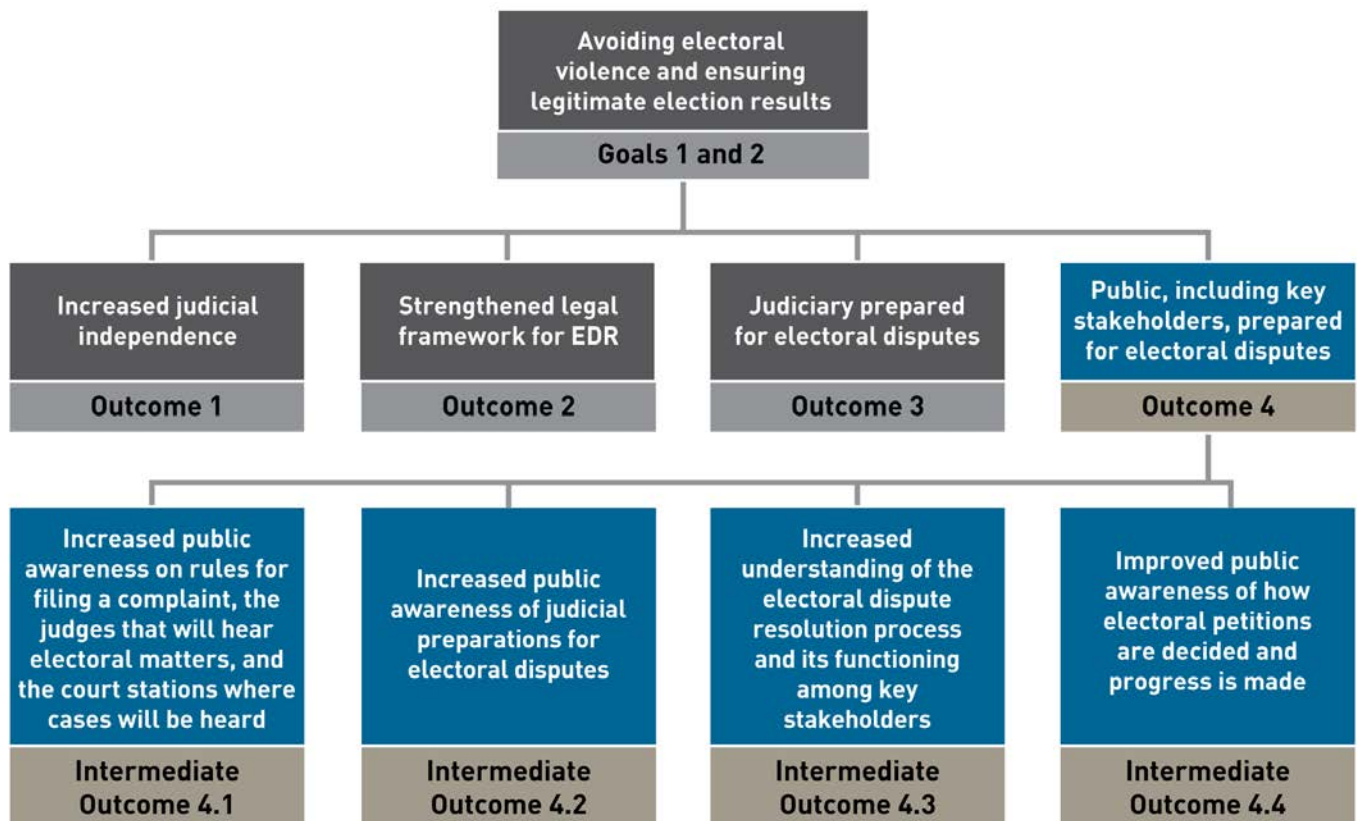 Avoiding electoral
violence and ensuring
legitimate election results
Goals 1 and 2
Increased judicial
independence
Outcome 1
Strengthened legal
framework for EDR
Outcome 2
Judiciary prepared
for electoral disputes
Outcome 3
Public, including key
stakeholders, prepared
for electoral disputes
Outcome 4
Increased public
awareness on rules for
filing a complaint, the
judges that will hear
electoral matters, and
the court stations where
cases will be heard
Intermediate
Outcome 4.1
Increased public
awareness of judicial
preparations for
electoral disputes
Intermediate
Outcome 4.2
Increased
understanding of the
electoral dispute
resolution process
and its functioning
among key
stakeholders
Intermediate
Outcome 4.3
Improved public
awareness of how
electoral petitions
are decided and
progress is made
Intermediate
Outcome 4.4